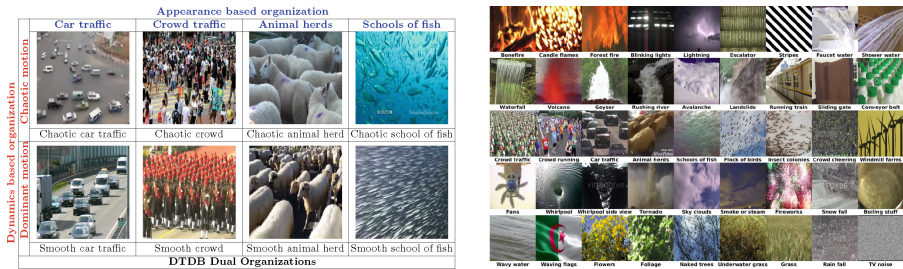 Appearance based organization
Car traffic Crowd traffic Animal herds Schools of fish
Dynamics based organization
Chaotic motion
Chaotic car traffic Chaotic crowd Chaotic animal herd Chaotic school of fish
Dominant motion
Smooth car traffic Smooth crowd Smooth animal herd Smooth school of fish
DTDB Dual Organizations
Bonefire Candle flames Forest fire Blinking lights Lightning Escalator Stripes Faucet water Shower water
Waterfall Volcano Geyser Rushing river Avalanche Landslide Running train Sliding gate Conveyor belt
Crowd traffic Crowd running Car traffic Animal herds Schools of fish Flock of birds Insect colonies Crowd cheering Windmill farms
Fans Whirlpool Whirlpool side view Tornado Sky clouds Smoke or steam Fireworks Snow fall Boiling stuff
Wavy water Waving flags Flowers Foliage Naked trees Underwater grass Grass Rain fall TV noise